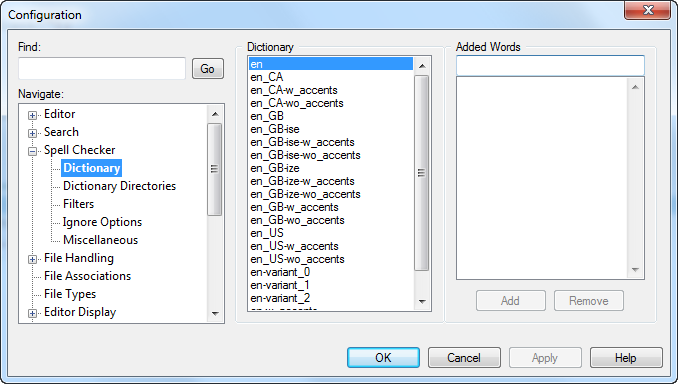 Configuration
Find:
Go
Navigate:
Editor
Search
Spell Checker
Dictionary
Dictionary Directories
Filters
Ignore Options
Miscellaneous
File Handling
File Associations
File Types
Editor Display
Dictionary
en
en_CA
en_CA-w_accents
en_CA-wo_accents
en_GB
en_GB-ise
en_GB-ise-w_accents
en_GB-ise-wo_accents
en_GB-ize
en_GB-ize-w_accents
en_GB-ize-wo_accents
en_GB-w_accents
en_GB-wo_accents
en_US
en_US-w_accents
en_US-wo_accents
en-variant_0
en-variant_1
en-variant_2
en-w_accents
Added Words
Add Remove
OK Cancel Apply Help